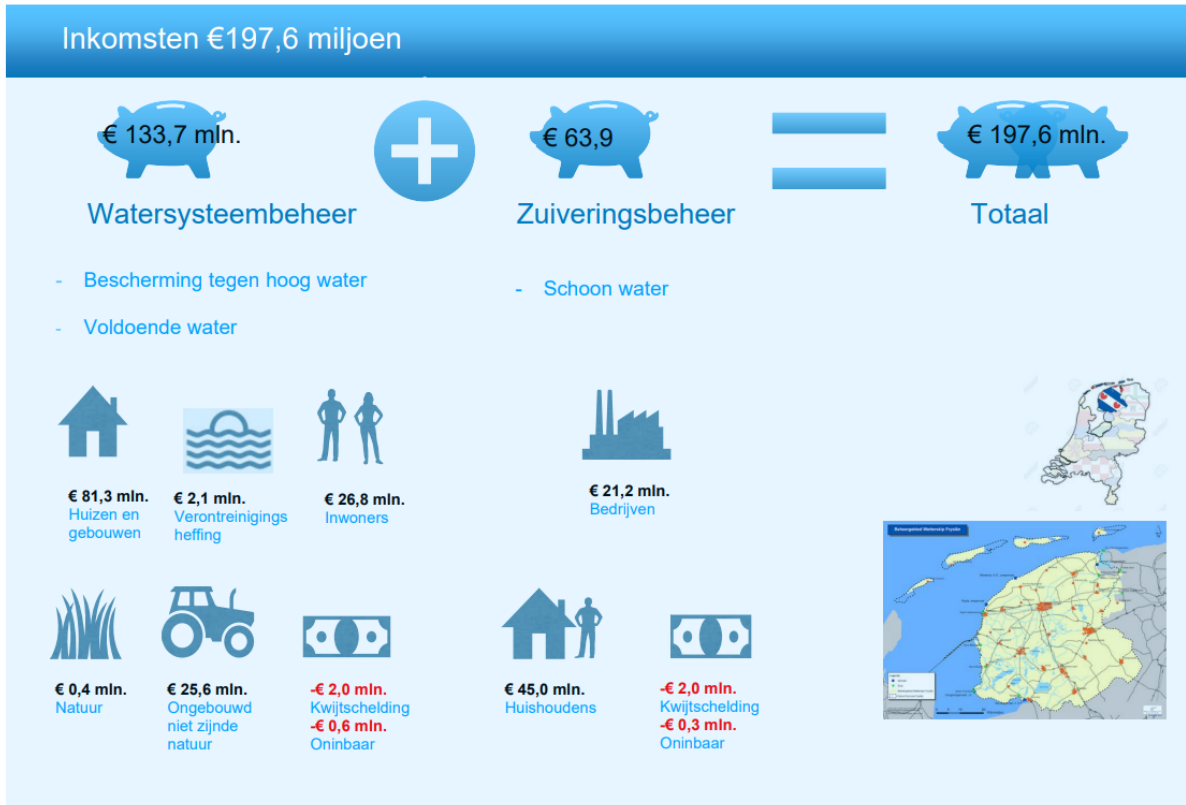 Inkomsten €197,6 miljoen
€ 133,7 mln.
€ 63,9
€ 197,6 mln.
Watersysteembeheer
Zuiveringsbeheer
Totaal
- Bescherming tegen hoog water
- Voldoende water
- Schoon water
€ 81,3 mln.
Huizen en
gebouwen
€ 2,1 mln.
Verontreinigings
heffing
€ 26,8 mln.
Inwoners
€ 21,2 mln.
Bedrijven
€ 0,4 mln.
Natuur
€ 25,6 mln.
Ongebouwd
niet zijnde
natuur
-€ 2,0 mln.
Kwijtschelding
-€ 0,6 mln.
Oninbaar
€ 45,0 mln.
Huishoudens
-€ 2,0 mln.
Kwijtschelding
-€ 0,3 mln.
Oninbaar